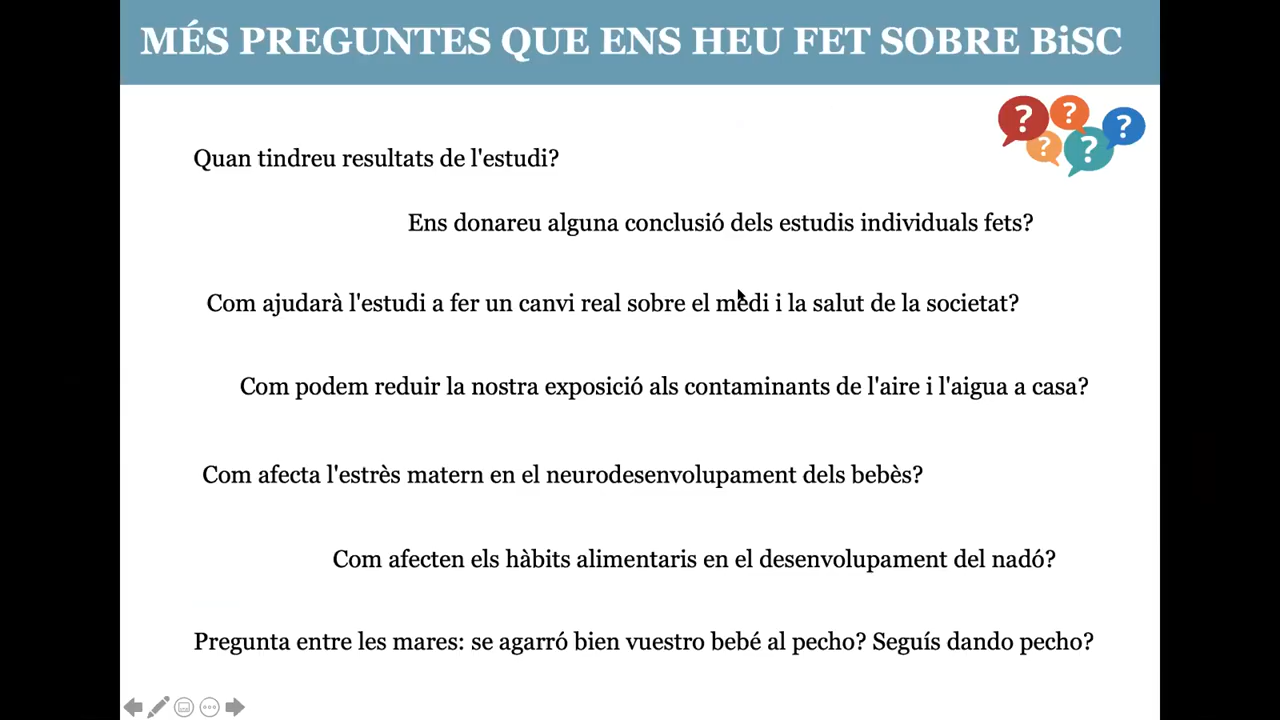 MÉS PREGUNTES QUE ENS HEU FET SOBRE BiSC
? ? ? ? ?
Quan tindreu resultats de l'estudi?
Ens donareu alguna conclusió dels estudis individuals fets?
Com ajudarà l'estudi a fer un canvi real sobre el medi i la salut de la societat?
Com podem reduir la nostra exposició als contaminants de l'aire i l'aigua a casa?
Com afecta l'estrès matern en el neurodesenvolupament dels bebès?
Com afecten els hàbits alimentaris en el desenvolupament del nadó?
Pregunta entre les mares: se agarró bien vuestro bebé al pecho? Seguís dando pecho?